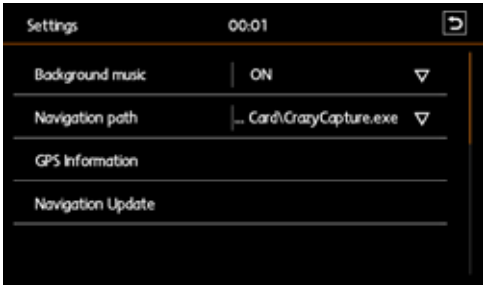 Settings 00:01
Background music ON
Navigation path ... Card\CrazyCapture.exe
GPS Information
Navigation Update